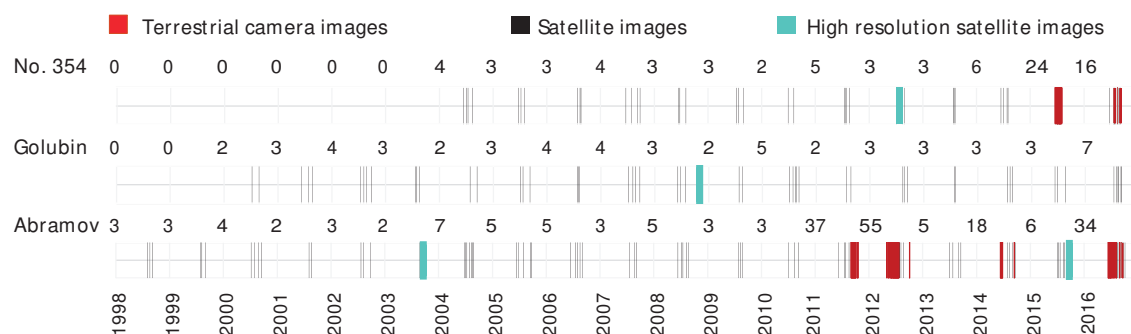 Terrestrial camera images Satellite images High resolution satellite images
No. 354 0 0 0 0 0 0 4 3 3 4 3 3 2 5 3 3 6 24 16
Golubin 0 0 2 3 4 3 2 3 4 4 3 2 5 2 3 3 3 3 7
Abramov 3 3 4 2 3 2 7 5 5 3 5 3 3 37 55 5 18 6 34
1998 1999 2000 2001 2002 2003 2004 2005 2006 2007 2008 2009 2010 2011 2012 2013 2014 2015 2016